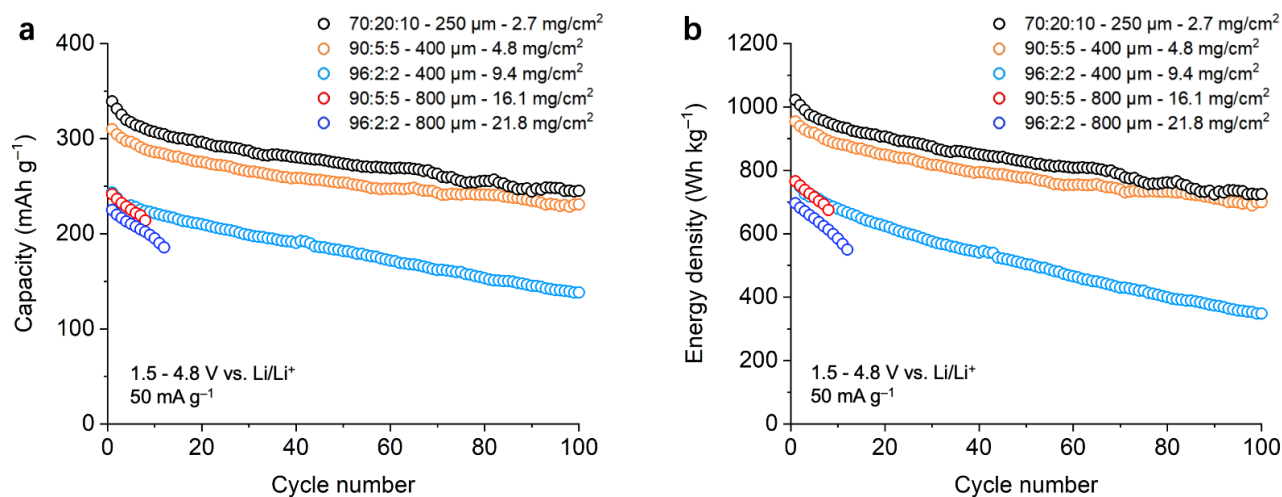 a
70:20:10 - 250 μm - 2.7 mg/cm²
90:5:5 - 400 μm - 4.8 mg/cm²
96:2:2 - 400 μm - 9.4 mg/cm²
90:5:5 - 800 μm - 16.1 mg/cm²
96:2:2 - 800 μm - 21.8 mg/cm²
400
300
200
100
0
Capacity (mAh g⁻¹)
1.5 - 4.8 V vs. Li/Li⁺
50 mA g⁻¹
0 20 40 60 80 100
Cycle number
b
70:20:10 - 250 μm - 2.7 mg/cm²
90:5:5 - 400 μm - 4.8 mg/cm²
96:2:2 - 400 μm - 9.4 mg/cm²
90:5:5 - 800 μm - 16.1 mg/cm²
96:2:2 - 800 μm - 21.8 mg/cm²
1200
1000
800
600
400
200
0
Energy density (Wh kg⁻¹)
1.5 - 4.8 V vs. Li/Li⁺
50 mA g⁻¹
0 20 40 60 80 100
Cycle number